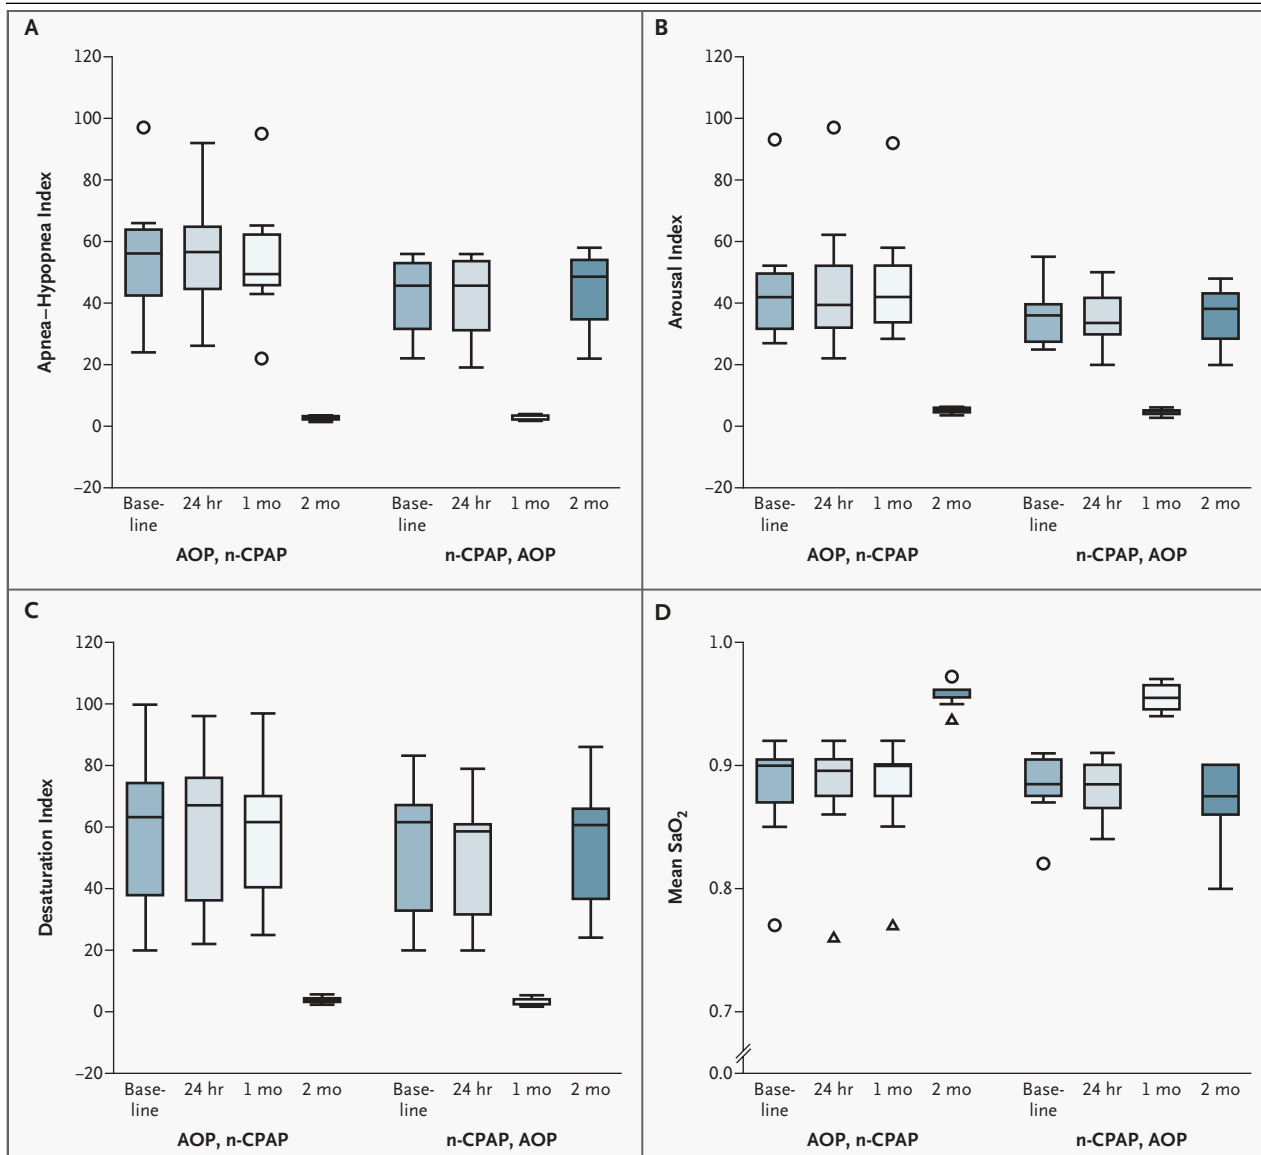 A
120
100
80
60
40
20
0
–20
Apnea–Hypopnea Index
Base-
line
24 hr
1 mo
2 mo
Base-
line
24 hr
1 mo
2 mo
AOP, n-CPAP
n-CPAP, AOP
B
120
100
80
60
40
20
0
–20
Arousal Index
Base-
line
24 hr
1 mo
2 mo
Base-
line
24 hr
1 mo
2 mo
AOP, n-CPAP
n-CPAP, AOP
C
120
100
80
60
40
20
0
–20
Desaturation Index
Base-
line
24 hr
1 mo
2 mo
Base-
line
24 hr
1 mo
2 mo
AOP, n-CPAP
n-CPAP, AOP
D
1.0
0.9
0.8
0.7
0.0
Mean SaO2
Base-
line
24 hr
1 mo
2 mo
Base-
line
24 hr
1 mo
2 mo
AOP, n-CPAP
n-CPAP, AOP